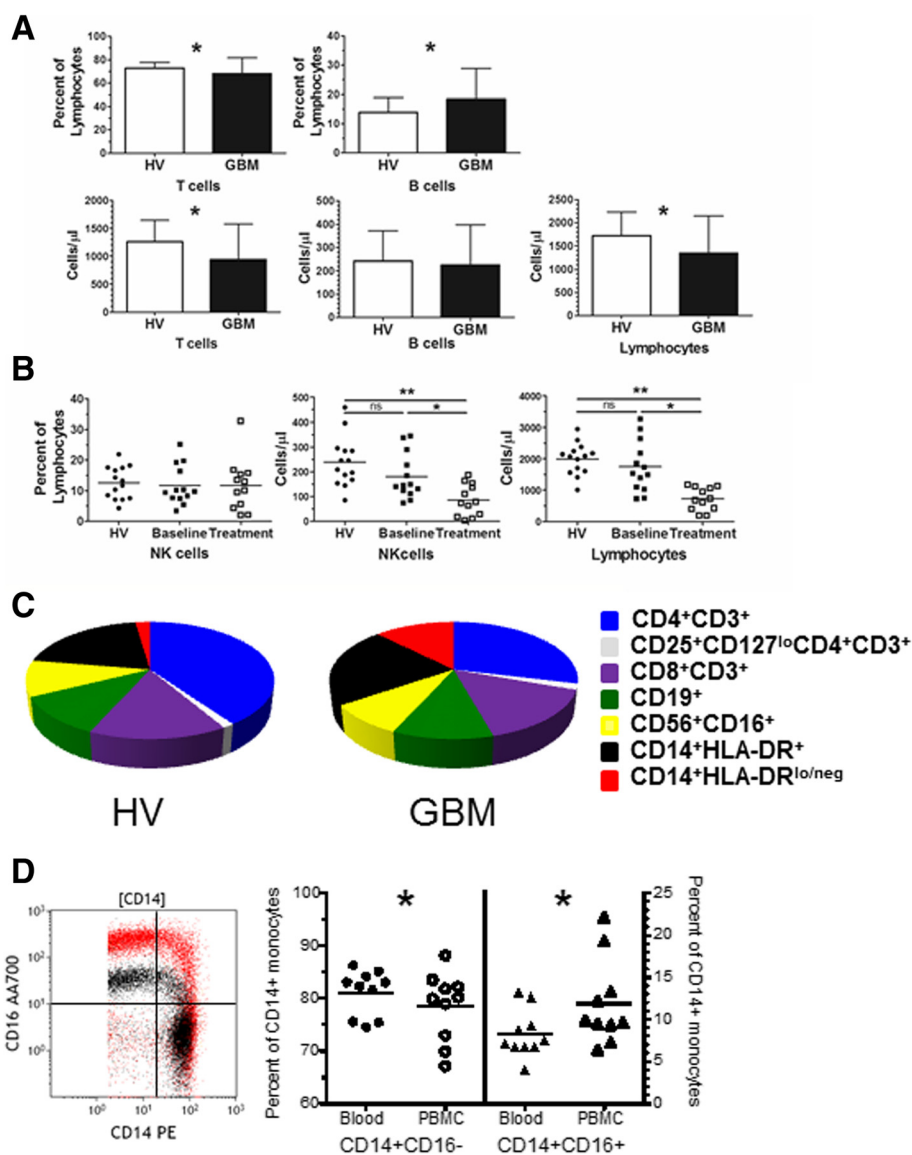 A
Percent of
Lymphocytes
100
80
60
40
20
0
*
HV
GBM
T cells
Percent of
Lymphocytes
40
30
20
10
0
*
HV
GBM
B cells
Cells/µl
2000
1500
1000
500
0
*
HV
GBM
T cells
Cells/µl
500
400
300
200
100
0
HV
GBM
B cells
Cells/µl
2500
2000
1500
1000
500
0
*
HV
GBM
Lymphocytes
B
Percent of
Lymphocytes
40
30
20
10
0
HV
Baseline
Treatment
NK cells
Cells/µl
500
400
300
200
100
0
**
ns
*
HV
Baseline
Treatment
NKcells
Cells/µl
4000
2000
0
**
ns
*
HV
Baseline
Treatment
Lymphocytes
C
HV
GBM
CD4+CD3+
CD25+CD127loCD4+CD3+
CD8+CD3+
CD19+
CD56+CD16+
CD14+HLA-DR+
CD14+HLA-DRlo/neg
D
[CD14]
CD16 AA700
10³
10²
10¹
10⁰
10⁰
10¹
10²
10³
CD14 PE
Percent of CD14+ monocytes
100
90
80
70
60
*
*
25
20
15
10
5
0
Percent of CD14+ monocytes
Blood
PBMC
Blood
PBMC
CD14+CD16-
CD14+CD16+